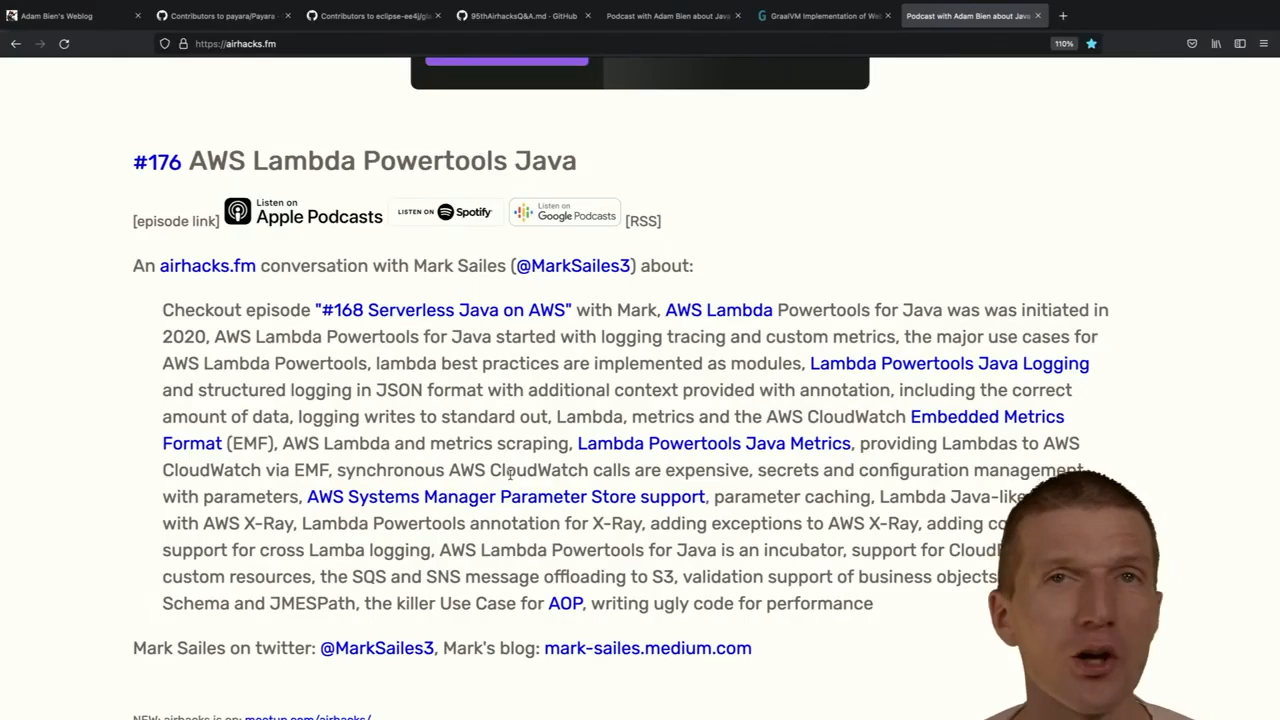 Adam Bien's Weblog
Contributors to payara/Payara ·
Contributors to eclipse-ee4j/gl
95thAirhacksQ&A.md · GitHub
Podcast with Adam Bien about Java
GraalVM Implementation of We
Podcast with Adam Bien about Java
https://airhacks.fm
110%
#176 AWS Lambda Powertools Java
[episode link] Listen on Apple Podcasts LISTEN ON Spotify Listen on Google Podcasts [RSS]
An airhacks.fm conversation with Mark Sailes (@MarkSailes3) about:
Checkout episode "#168 Serverless Java on AWS" with Mark, AWS Lambda Powertools for Java was was initiated in
2020, AWS Lambda Powertools for Java started with logging tracing and custom metrics, the major use cases for
AWS Lambda Powertools, lambda best practices are implemented as modules, Lambda Powertools Java Logging
and structured logging in JSON format with additional context provided with annotation, including the correct
amount of data, logging writes to standard out, Lambda, metrics and the AWS CloudWatch Embedded Metrics
Format (EMF), AWS Lambda and metrics scraping, Lambda Powertools Java Metrics, providing Lambdas to AWS
CloudWatch via EMF, synchronous AWS CloudWatch calls are expensive, secrets and configuration management
with parameters, AWS Systems Manager Parameter Store support, parameter caching, Lambda Java-like
with AWS X-Ray, Lambda Powertools annotation for X-Ray, adding exceptions to AWS X-Ray, adding co
support for cross Lamba logging, AWS Lambda Powertools for Java is an incubator, support for Cloud
custom resources, the SQS and SNS message offloading to S3, validation support of business objects
Schema and JMESPath, the killer Use Case for AOP, writing ugly code for performance
Mark Sailes on twitter: @MarkSailes3, Mark's blog: mark-sailes.medium.com
NEW: airhacks is on: meetup.com/airhacks/